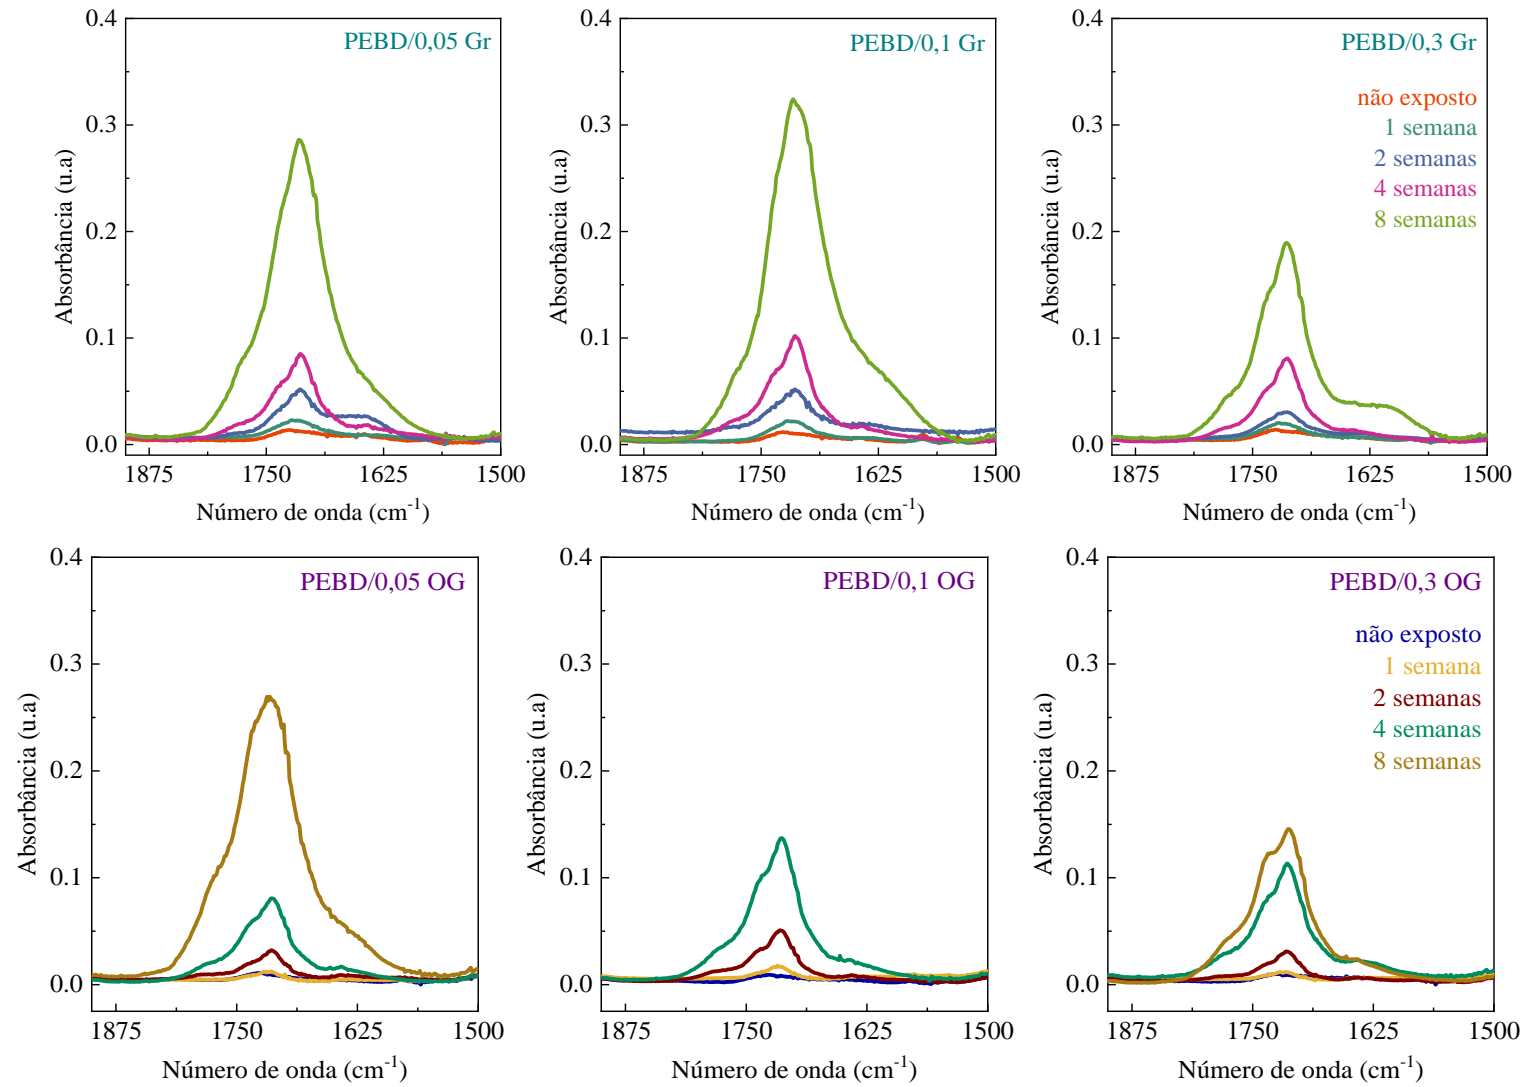 PEBD/0,05 Gr
0.4
0.3
0.2
0.1
0.0
1875
1750
1625
1500
Absorbância (u.a)
Número de onda (cm-1)
PEBD/0,1 Gr
0.4
0.3
0.2
0.1
0.0
1875
1750
1625
1500
Absorbância (u.a)
Número de onda (cm-1)
PEBD/0,3 Gr
não exposto
1 semana
2 semanas
4 semanas
8 semanas
0.4
0.3
0.2
0.1
0.0
1875
1750
1625
1500
Absorbância (u.a)
Número de onda (cm-1)
PEBD/0,05 OG
0.4
0.3
0.2
0.1
0.0
1875
1750
1625
1500
Absorbância (u.a)
Número de onda (cm-1)
PEBD/0,1 OG
0.4
0.3
0.2
0.1
0.0
1875
1750
1625
1500
Absorbância (u.a)
Número de onda (cm-1)
PEBD/0,3 OG
não exposto
1 semana
2 semanas
4 semanas
8 semanas
0.4
0.3
0.2
0.1
0.0
1875
1750
1625
1500
Absorbância (u.a)
Número de onda (cm-1)